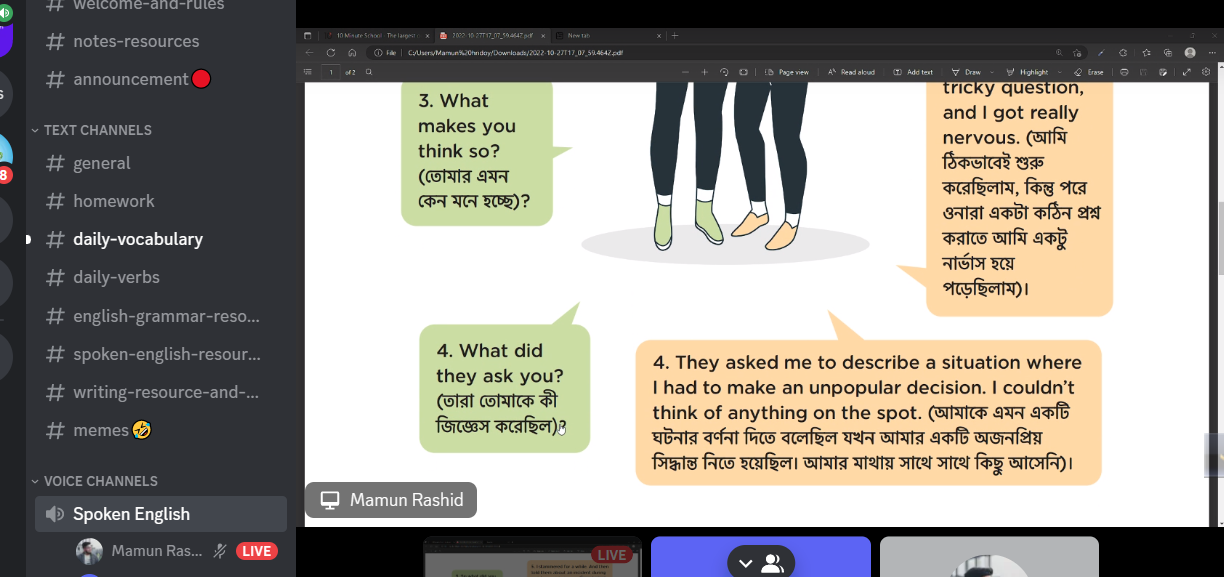 welcome-and-rules
notes-resources
announcement
TEXT CHANNELS
general
homework
daily-vocabulary
daily-verbs
english-grammar-reso...
spoken-english-resour...
writing-resource-and-...
memes
VOICE CHANNELS
Spoken English
Mamun Ras... LIVE
8
10 Minute School - The largest
2022-10-27T17_07_59.464Z.pdf
New tab
File C:/Users/Mamun%20hridoy/Downloads/2022-10-27T17_07_59.464Z.pdf
1 of 2
Page view
Read aloud
Add text
Draw
Highlight
Erase
3. What
makes you
think so?
(তোমার এমন
কেন মনে হচ্ছে)?
tricky question,
and I got really
nervous. (আমি
ঠিকভাবেই শুরু
করেছিলাম, কিন্তু পরে
ওনারা একটা কঠিন প্রশ্ন
করাতে আমি একটু
নার্ভাস হয়ে
পড়েছিলাম)।
4. What did
they ask you?
(তারা তোমাকে কী
জিজ্ঞেস করেছিল)?
4. They asked me to describe a situation where
I had to make an unpopular decision. I couldn't
think of anything on the spot. (আমাকে এমন একটি
ঘটনার বর্ণনা দিতে বলেছিল যখন আমার একটি অজনপ্রিয়
সিদ্ধান্ত নিতে হয়েছিল। আমার মাথায় সাথে সাথে কিছু আসেনি)।
Mamun Rashid
LIVE